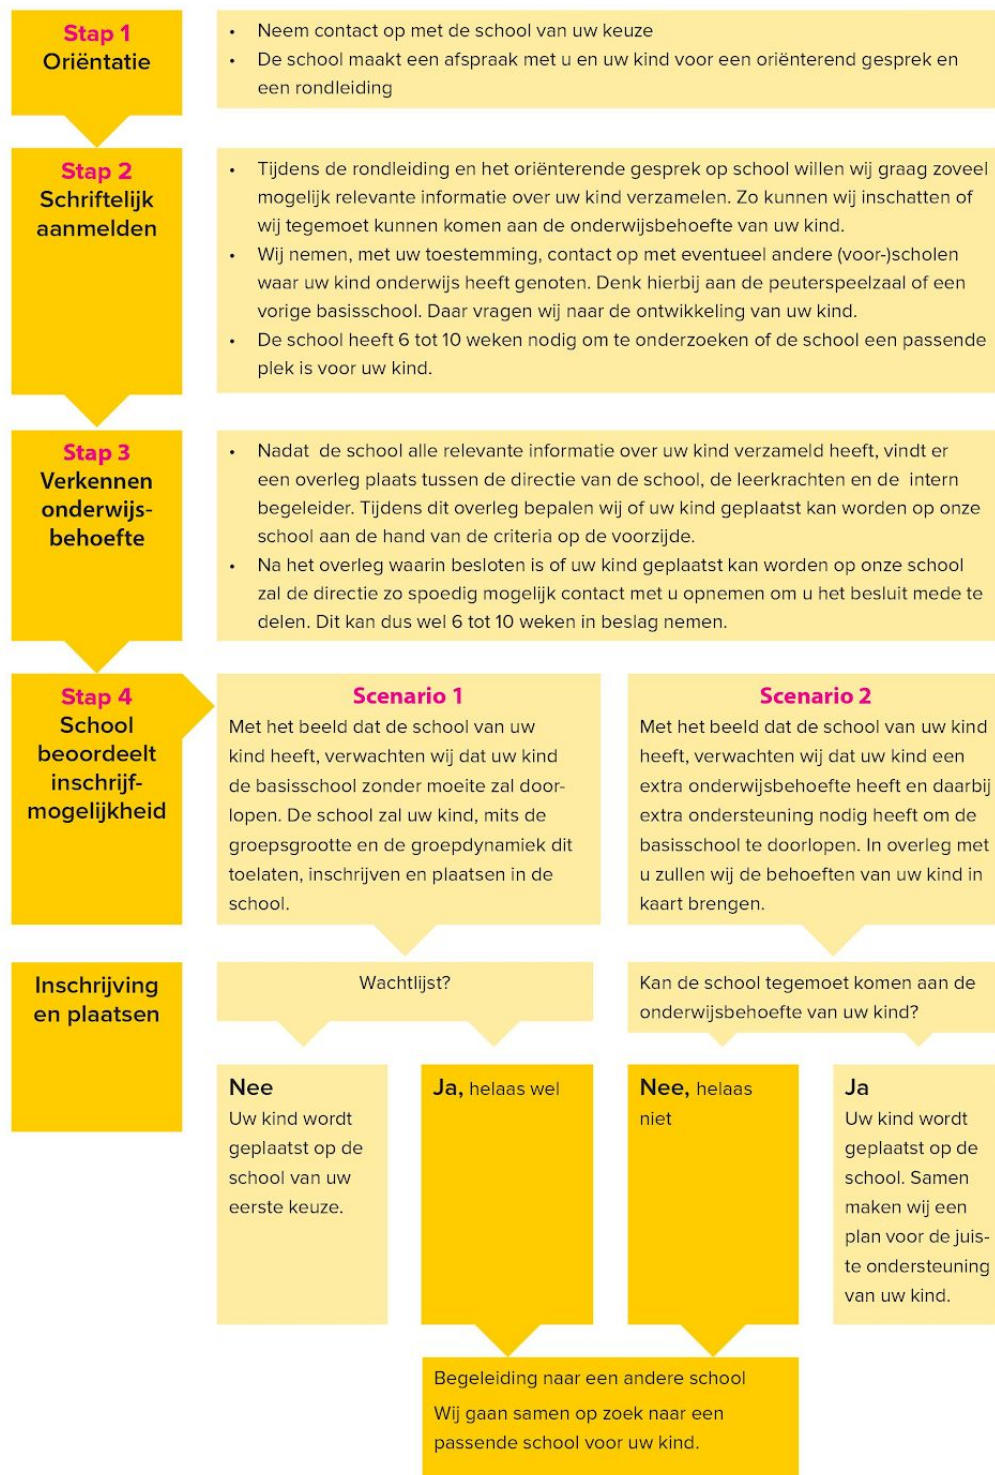 Stap 1
Oriëntatie
• Neem contact op met de school van uw keuze
• De school maakt een afspraak met u en uw kind voor een oriënterend gesprek en
een rondleiding
Stap 2
Schriftelijk
aanmelden
• Tijdens de rondleiding en het oriënterende gesprek op school willen wij graag zoveel
mogelijk relevante informatie over uw kind verzamelen. Zo kunnen wij inschatten of
wij tegemoet kunnen komen aan de onderwijsbehoefte van uw kind.
• Wij nemen, met uw toestemming, contact op met eventueel andere (voor-)scholen
waar uw kind onderwijs heeft genoten. Denk hierbij aan de peuterspeelzaal of een
vorige basisschool. Daar vragen wij naar de ontwikkeling van uw kind.
• De school heeft 6 tot 10 weken nodig om te onderzoeken of de school een passende
plek is voor uw kind.
Stap 3
Verkennen
onderwijs-
behoefte
• Nadat de school alle relevante informatie over uw kind verzameld heeft, vindt er
een overleg plaats tussen de directie van de school, de leerkrachten en de intern
begeleider. Tijdens dit overleg bepalen wij of uw kind geplaatst kan worden op onze
school aan de hand van de criteria op de voorzijde.
• Na het overleg waarin besloten is of uw kind geplaatst kan worden op onze school
zal de directie zo spoedig mogelijk contact met u opnemen om u het besluit mede te
delen. Dit kan dus wel 6 tot 10 weken in beslag nemen.
Stap 4
School
beoordeelt
inschrijf-
mogelijkheid
Scenario 1
Met het beeld dat de school van uw
kind heeft, verwachten wij dat uw kind
de basisschool zonder moeite zal door-
lopen. De school zal uw kind, mits de
groepsgrootte en de groepdynamiek dit
toelaten, inschrijven en plaatsen in de
school.
Scenario 2
Met het beeld dat de school van uw kind
heeft, verwachten wij dat uw kind een
extra onderwijsbehoefte heeft en daarbij
extra ondersteuning nodig heeft om de
basisschool te doorlopen. In overleg met
u zullen wij de behoeften van uw kind in
kaart brengen.
Inschrijving
en plaatsen
Wachtlijst?
Kan de school tegemoet komen aan de
onderwijsbehoefte van uw kind?
Nee
Uw kind wordt
geplaatst op de
school van uw
eerste keuze.
Ja, helaas wel
Nee, helaas
niet
Ja
Uw kind wordt
geplaatst op de
school. Samen
maken wij een
plan voor de juis-
te ondersteuning
van uw kind.
Begeleiding naar een andere school
Wij gaan samen op zoek naar een
passende school voor uw kind.